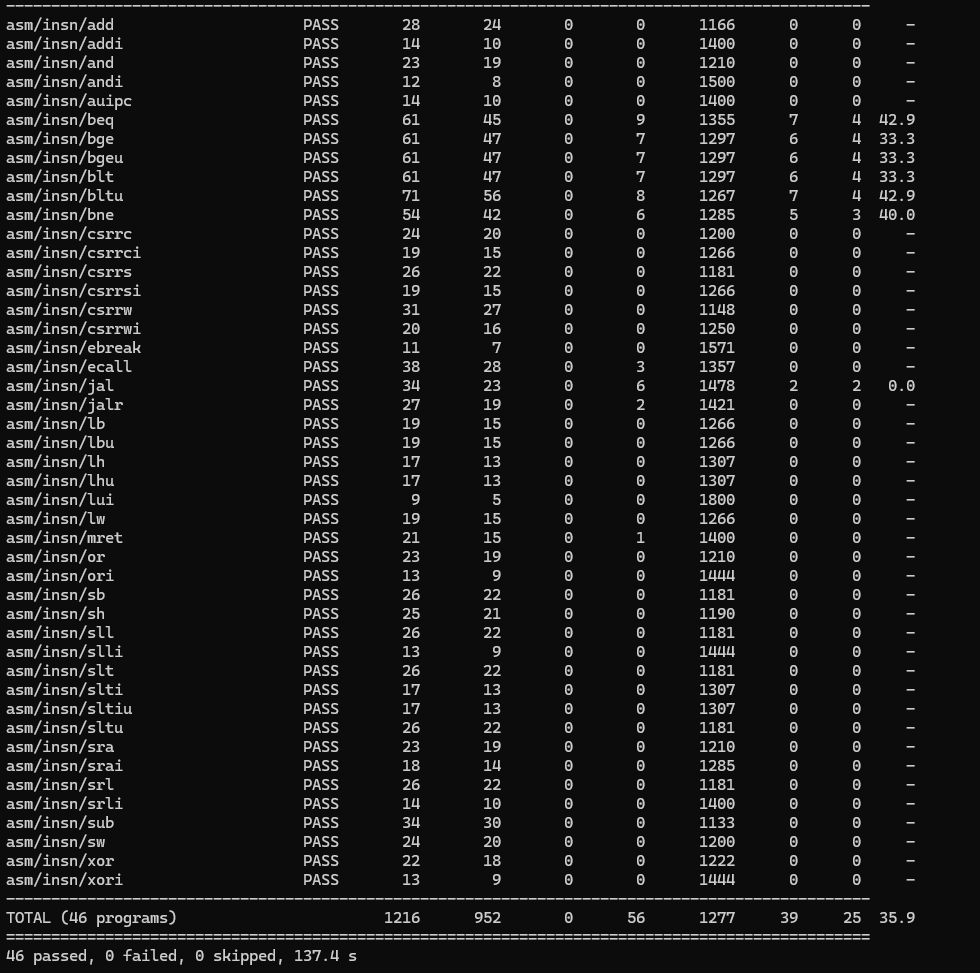 asm/insn/add PASS 28 24 0 0 1166 0 0 –
asm/insn/addi PASS 14 10 0 0 1400 0 0 –
asm/insn/and PASS 23 19 0 0 1210 0 0 –
asm/insn/andi PASS 12 8 0 0 1500 0 0 –
asm/insn/auipc PASS 14 10 0 0 1400 0 0 –
asm/insn/beq PASS 61 45 0 9 1355 7 4 42.9
asm/insn/bge PASS 61 47 0 7 1297 6 4 33.3
asm/insn/bgeu PASS 61 47 0 7 1297 6 4 33.3
asm/insn/blt PASS 61 47 0 7 1297 6 4 33.3
asm/insn/bltu PASS 71 56 0 8 1267 7 4 42.9
asm/insn/bne PASS 54 42 0 6 1285 5 3 40.0
asm/insn/csrrc PASS 24 20 0 0 1200 0 0 –
asm/insn/csrrci PASS 19 15 0 0 1266 0 0 –
asm/insn/csrrs PASS 26 22 0 0 1181 0 0 –
asm/insn/csrrsi PASS 19 15 0 0 1266 0 0 –
asm/insn/csrrw PASS 31 27 0 0 1148 0 0 –
asm/insn/csrrwi PASS 20 16 0 0 1250 0 0 –
asm/insn/ebreak PASS 11 7 0 0 1571 0 0 –
asm/insn/ecall PASS 38 28 0 3 1357 0 0 –
asm/insn/jal PASS 34 23 0 6 1478 2 2 0.0
asm/insn/jalr PASS 27 19 0 2 1421 0 0 –
asm/insn/lb PASS 19 15 0 0 1266 0 0 –
asm/insn/lbu PASS 19 15 0 0 1266 0 0 –
asm/insn/lh PASS 17 13 0 0 1307 0 0 –
asm/insn/lhu PASS 17 13 0 0 1307 0 0 –
asm/insn/lui PASS 9 5 0 0 1800 0 0 –
asm/insn/lw PASS 19 15 0 0 1266 0 0 –
asm/insn/mret PASS 21 15 0 1 1400 0 0 –
asm/insn/or PASS 23 19 0 0 1210 0 0 –
asm/insn/ori PASS 13 9 0 0 1444 0 0 –
asm/insn/sb PASS 26 22 0 0 1181 0 0 –
asm/insn/sh PASS 25 21 0 0 1190 0 0 –
asm/insn/sll PASS 26 22 0 0 1181 0 0 –
asm/insn/slli PASS 13 9 0 0 1444 0 0 –
asm/insn/slt PASS 26 22 0 0 1181 0 0 –
asm/insn/slti PASS 17 13 0 0 1307 0 0 –
asm/insn/sltiu PASS 17 13 0 0 1307 0 0 –
asm/insn/sltu PASS 26 22 0 0 1181 0 0 –
asm/insn/sra PASS 23 19 0 0 1210 0 0 –
asm/insn/srai PASS 18 14 0 0 1285 0 0 –
asm/insn/srl PASS 26 22 0 0 1181 0 0 –
asm/insn/srli PASS 14 10 0 0 1400 0 0 –
asm/insn/sub PASS 34 30 0 0 1133 0 0 –
asm/insn/sw PASS 24 20 0 0 1200 0 0 –
asm/insn/xor PASS 22 18 0 0 1222 0 0 –
asm/insn/xori PASS 13 9 0 0 1444 0 0 –
TOTAL (46 programs) 1216 952 0 56 1277 39 25 35.9
46 passed, 0 failed, 0 skipped, 137.4 s